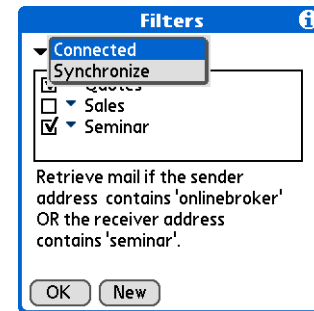 Filters
Connected
Synchronize
Quotes
Sales
Seminar
Retrieve mail if the sender
address contains 'onlinebroker'
OR the receiver address
contains 'seminar'.
OK New